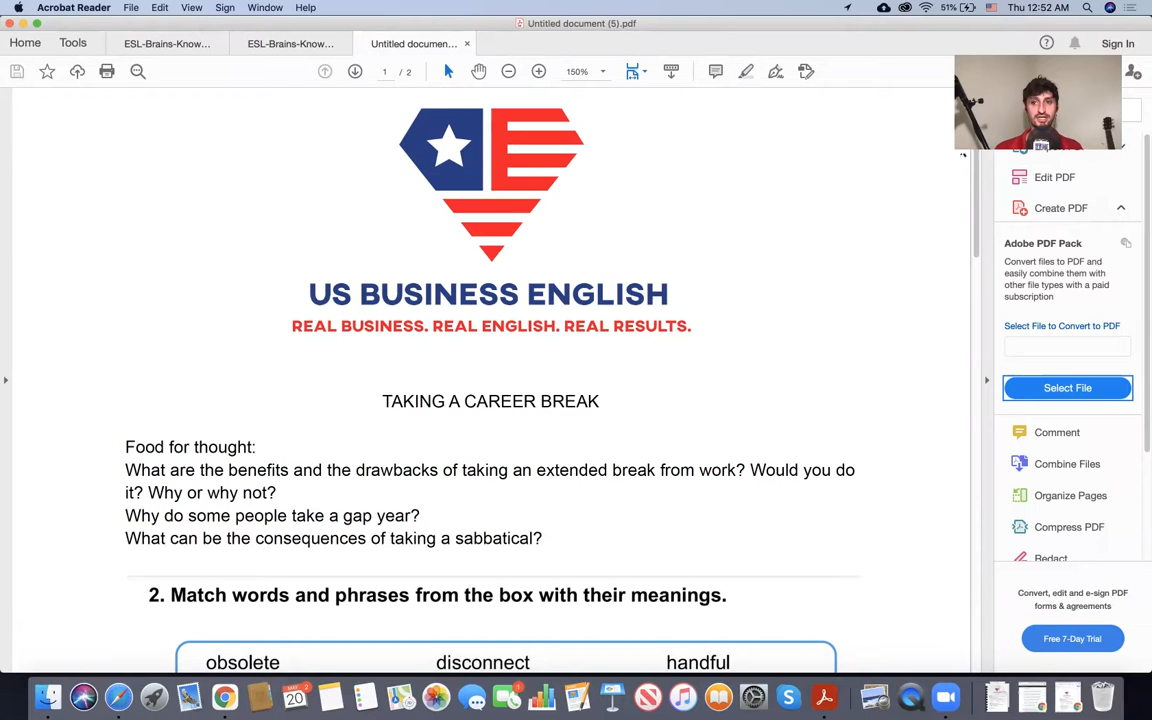 Acrobat Reader File Edit View Sign Window Help
51% Thu 12:52 AM
Untitled document (5).pdf
Home Tools ESL-Brains-Know... ESL-Brains-Know... Untitled documen... × Sign In
1 / 2 150%
US BUSINESS ENGLISH
REAL BUSINESS. REAL ENGLISH. REAL RESULTS.
TAKING A CAREER BREAK
Food for thought:
What are the benefits and the drawbacks of taking an extended break from work? Would you do
it? Why or why not?
Why do some people take a gap year?
What can be the consequences of taking a sabbatical?
2. Match words and phrases from the box with their meanings.
obsolete disconnect handful
Edit PDF
Create PDF
Adobe PDF Pack
Convert files to PDF and
easily combine them with
other file types with a paid
subscription
Select File to Convert to PDF
Select File
Comment
Combine Files
Organize Pages
Compress PDF
Redact
Convert, edit and e-sign PDF
forms & agreements
Free 7-Day Trial
20